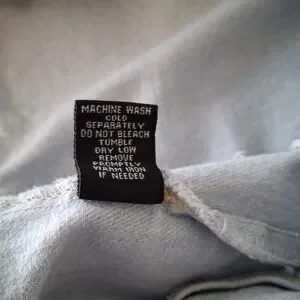 MACHINE WASH
COLD
SEPARATELY
DO NOT BLEACH
TUMBLE
DRY LOW
REMOVE
PROMPTLY
WARM IRON
IF NEEDED